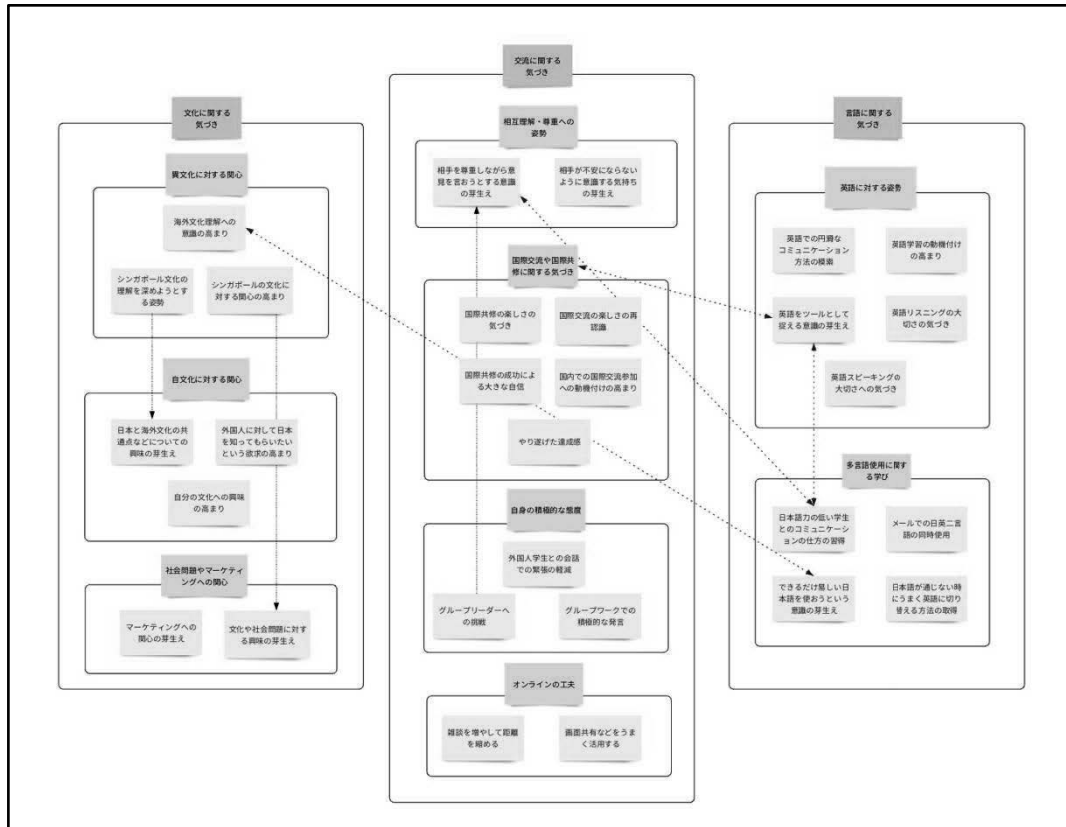 文化に関する
気づき
異文化に対する関心
海外文化理解への
意識の高まり
シンガポール文化の
理解を深めようとす
る姿勢
シンガポールの文化に
対する関心の高まり
自文化に対する関心
日本と海外文化の共
通点などについての
興味の芽生え
外国人に対して日本
を知ってもらいたい
という欲求の高まり
自分の文化への興味
の高まり
社会問題やマーケティ
ングへの関心
マーケティングへの
関心の芽生え
文化や社会問題に対す
る興味の芽生え
交流に関する
気づき
相互理解・尊重への
姿勢
相手を尊重しながら意
見を言おうとする意識
の芽生え
相手が不安にならない
ように意識する気持ち
の芽生え
国際交流や国際共
修に関する気づき
国際共修の楽しさの
気づき
国際交流の楽しさの再
認識
国際共修の成功によ
る大きな自信
国内での国際交流参加
への動機付けの高まり
やり遂げた達成感
自身の積極的な態度
外国人学生との会話
での緊張の軽減
グループリーダーへ
の挑戦
グループワークでの
積極的な発言
オンラインの工夫
雑談を増やして距離
を縮める
画面共有などをうま
く活用する
言語に関する
気づき
英語に対する姿勢
英語での円滑な
コミュニケーション
方法の模索
英語学習の動機付け
の高まり
英語をツールとして
捉える意識の芽生え
英語リスニングの大
切さの気づき
英語スピーキングの
大切さへの気づき
多言語使用に関す
る学び
日本語力の低い学生
とのコミュニケー
ションの仕方の習得
メールでの日英二言
語の同時使用
できるだけ易しい日
本語を使おうという
意識の芽生え
日本語が通じない時
にうまく英語に切り
替える方法の取得